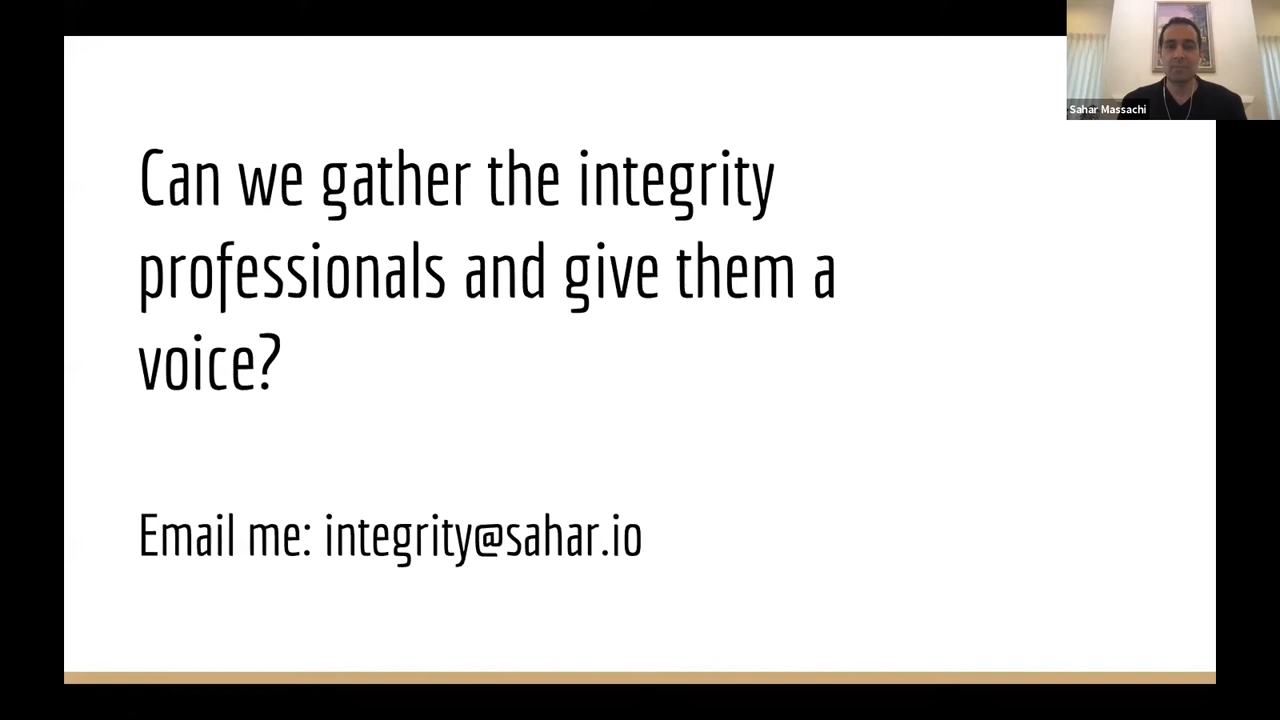 Sahar Massachi
Can we gather the integrity
professionals and give them a
voice?
Email me: integrity@sahar.io